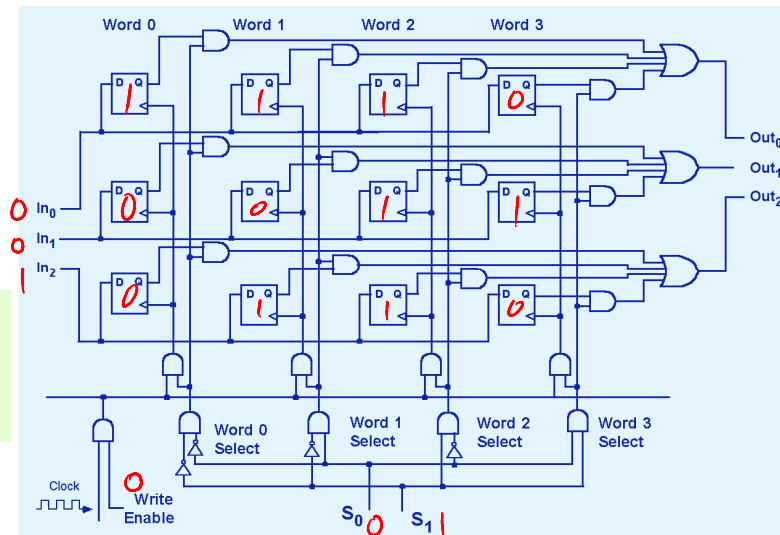 Word 0 Word 1 Word 2 Word 3
D Q D Q D Q D Q
1 1 1 0
Out0
Out1
D Q D Q D Q D Q
0 In0 0 0 1 1
Out2
0 In1
1 In2
D Q D Q D Q D Q
0 1 1 0
Word 0 Select
Word 1 Select
Word 2 Select
Word 3 Select
Clock
0
Write
Enable
S0 0 S1 1